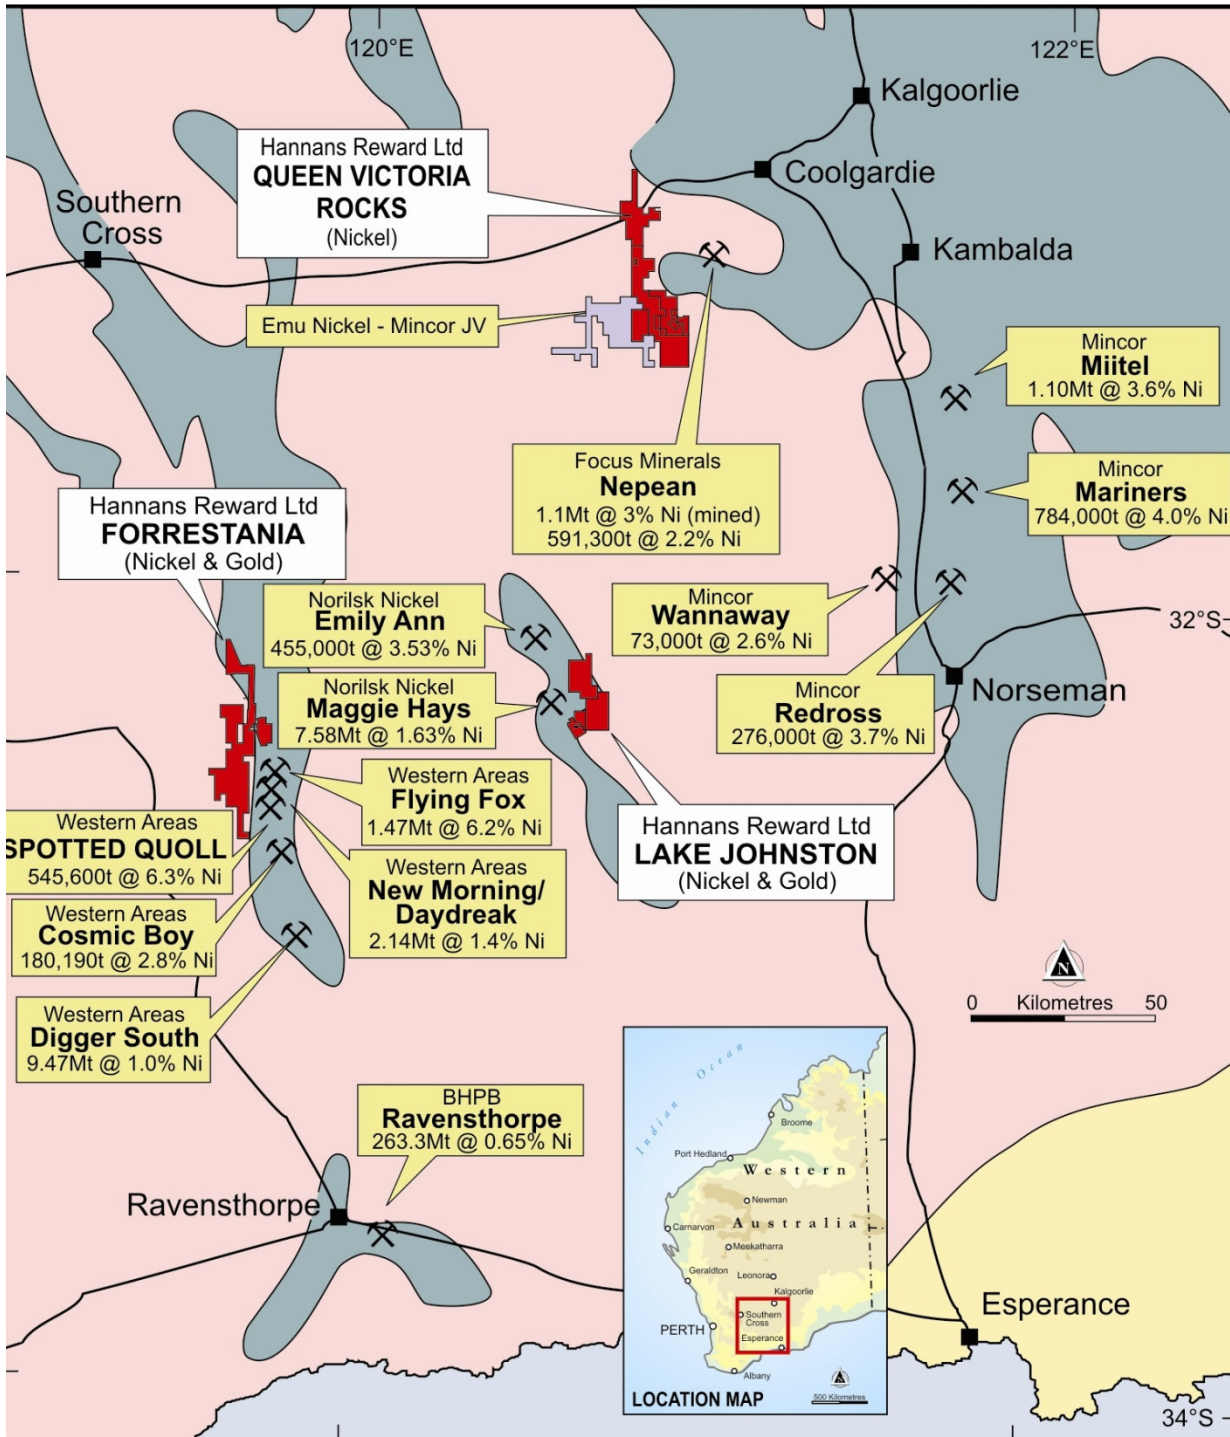 120°E
122°E
Kalgoorlie
Hannans Reward Ltd
QUEEN VICTORIA
ROCKS
(Nickel)
Coolgardie
Southern
Cross
Kambalda
Emu Nickel - Mincor JV
Mincor
Miitel
1.10Mt @ 3.6% Ni
Focus Minerals
Nepean
1.1Mt @ 3% Ni (mined)
591,300t @ 2.2% Ni
Mincor
Mariners
784,000t @ 4.0% Ni
Hannans Reward Ltd
FORRESTANIA
(Nickel & Gold)
Norilsk Nickel
Emily Ann
455,000t @ 3.53% Ni
Mincor
Wannaway
73,000t @ 2.6% Ni
32°S
Norilsk Nickel
Maggie Hays
7.58Mt @ 1.63% Ni
Mincor
Redross
276,000t @ 3.7% Ni
Norseman
Western Areas
Flying Fox
1.47Mt @ 6.2% Ni
Western Areas
SPOTTED QUOLL
545,600t @ 6.3% Ni
Hannans Reward Ltd
LAKE JOHNSTON
(Nickel & Gold)
Western Areas
New Morning/
Daydreak
2.14Mt @ 1.4% Ni
Western Areas
Cosmic Boy
180,190t @ 2.8% Ni
Western Areas
Digger South
9.47Mt @ 1.0% Ni
N
0 Kilometres 50
BHPB
Ravensthorpe
263.3Mt @ 0.65% Ni
Ravensthorpe
Esperance
34°S
Indian Ocean
Broome
Port Hedland
Western
Newman
Australia
Carnarvon
Meekatharra
Geraldton
Leonora
Kalgoorlie
Southern
Cross
PERTH
Esperance
Albany
N
LOCATION MAP
500 Kilometres